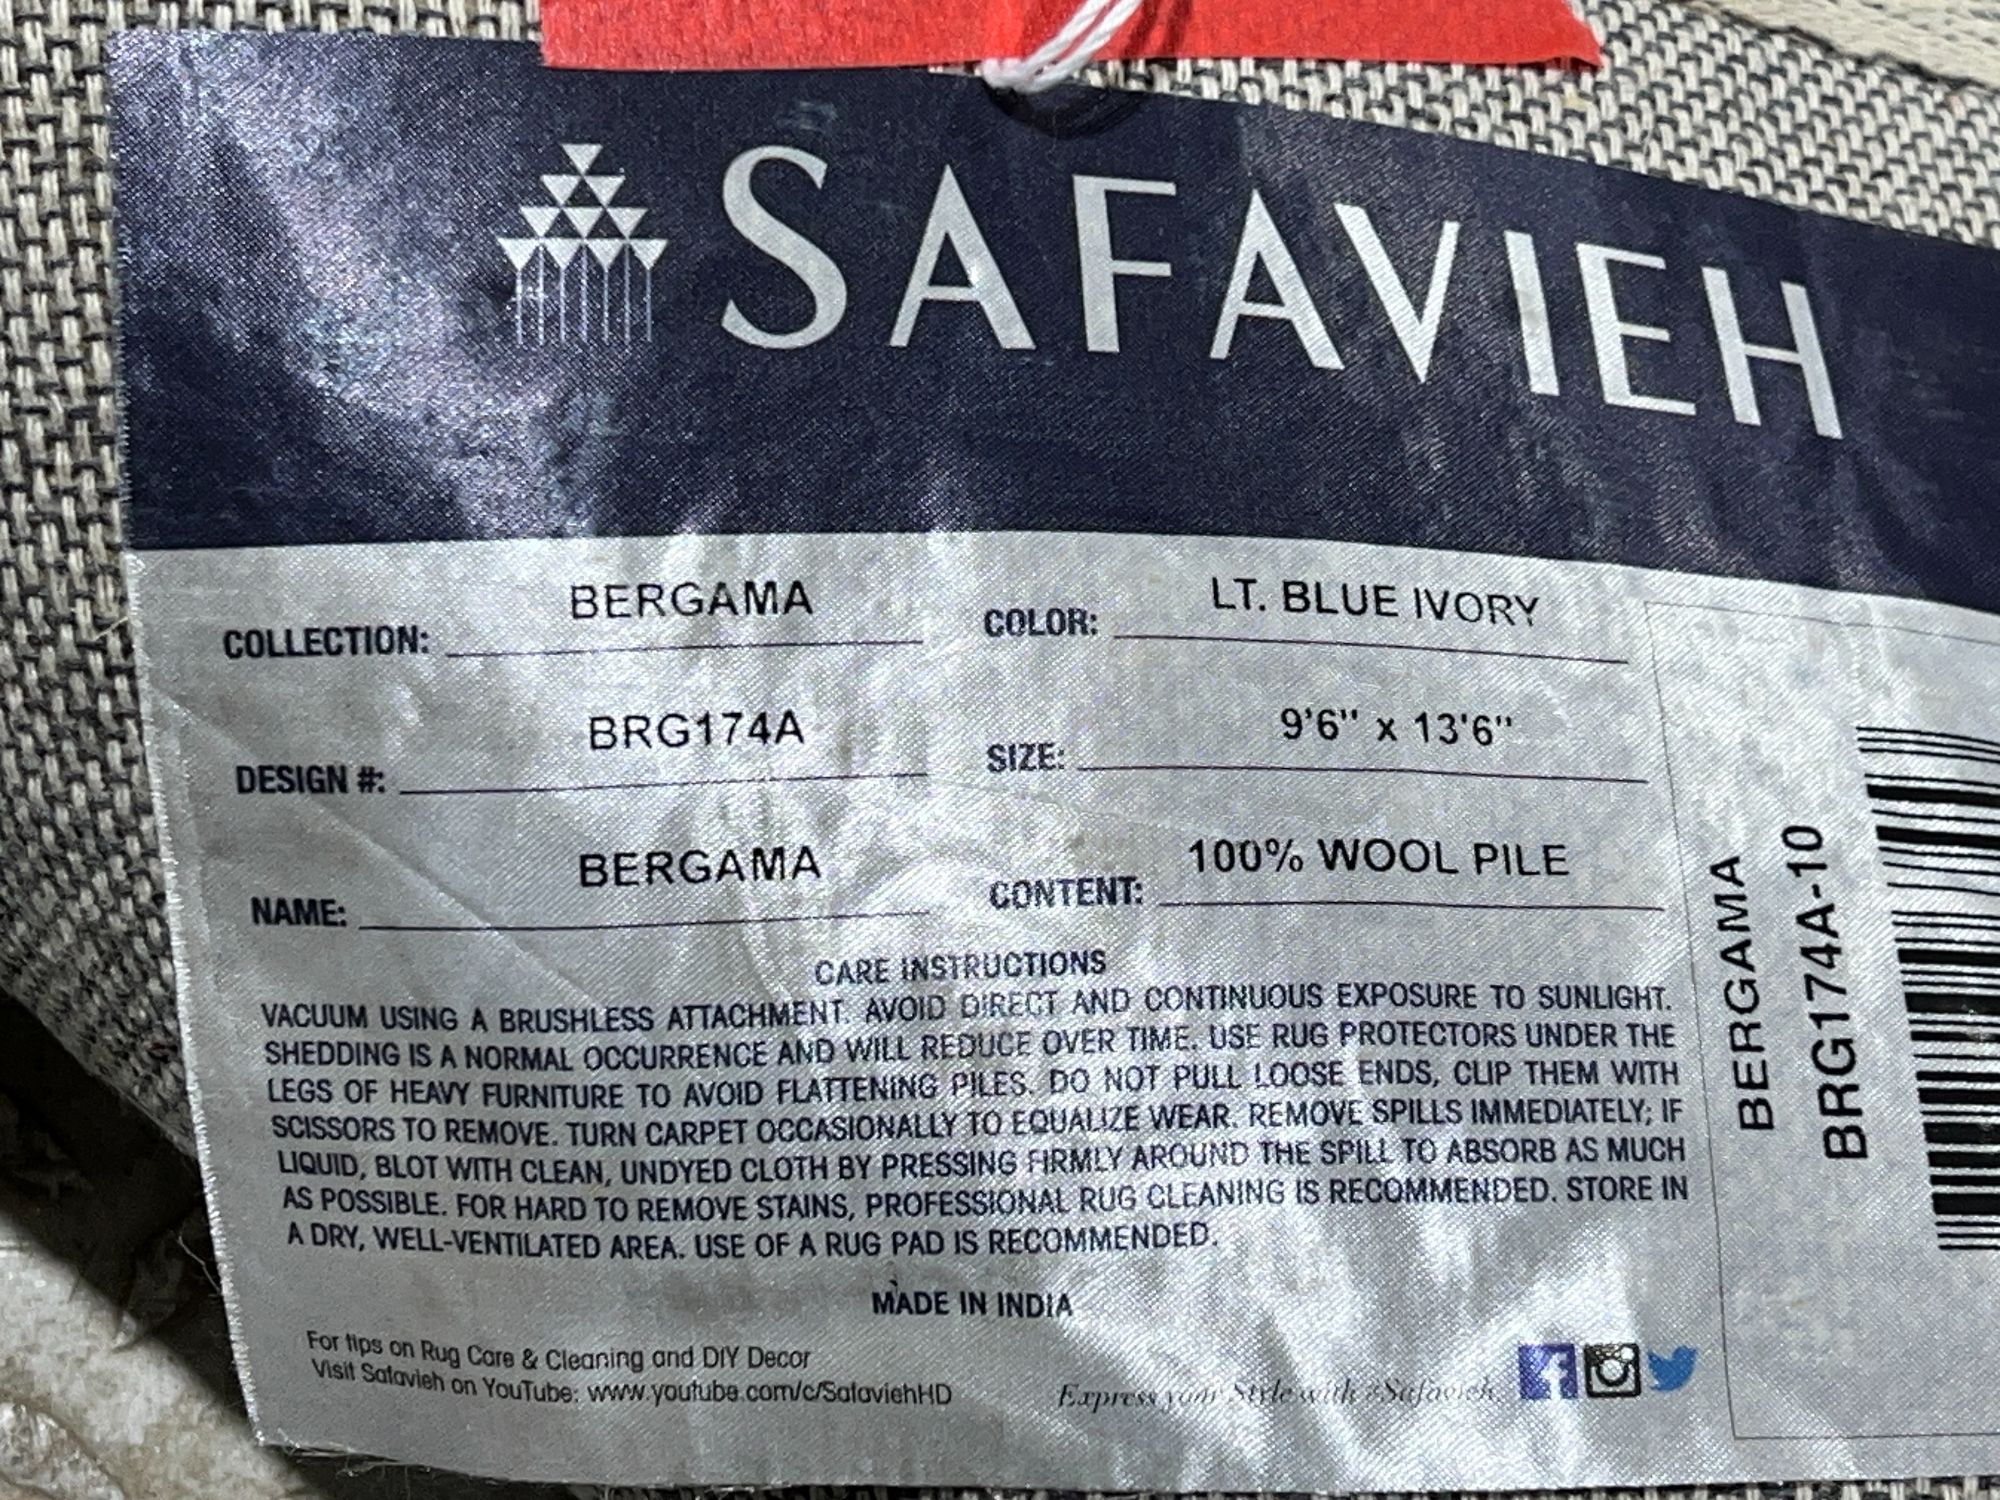 SAFAVIEH
COLLECTION: BERGAMA
COLOR: LT. BLUE IVORY
DESIGN #: BRG174A
SIZE: 9'6" x 13'6"
NAME: BERGAMA
CONTENT: 100% WOOL PILE
CARE INSTRUCTIONS
VACUUM USING A BRUSHLESS ATTACHMENT. AVOID DIRECT AND CONTINUOUS EXPOSURE TO SUNLIGHT.
SHEDDING IS A NORMAL OCCURRENCE AND WILL REDUCE OVER TIME. USE RUG PROTECTORS UNDER THE
LEGS OF HEAVY FURNITURE TO AVOID FLATTENING PILES. DO NOT PULL LOOSE ENDS, CLIP THEM WITH
SCISSORS TO REMOVE. TURN CARPET OCCASIONALLY TO EQUALIZE WEAR. REMOVE SPILLS IMMEDIATELY; IF
LIQUID, BLOT WITH CLEAN, UNDYED CLOTH BY PRESSING FIRMLY AROUND THE SPILL TO ABSORB AS MUCH
AS POSSIBLE. FOR HARD TO REMOVE STAINS, PROFESSIONAL RUG CLEANING IS RECOMMENDED. STORE IN
A DRY, WELL-VENTILATED AREA. USE OF A RUG PAD IS RECOMMENDED.
MADE IN INDIA
For tips on Rug Care & Cleaning and DIY Decor
Visit Safavieh on YouTube: www.youtube.com/c/SafaviehHD
Express your Style with #Safavieh
BERGAMA
BRG174A-10